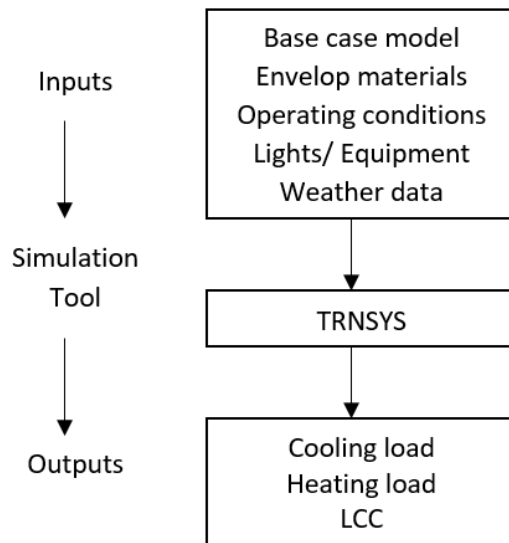 Inputs
Simulation
Tool
Outputs
Base case model
Envelop materials
Operating conditions
Lights/ Equipment
Weather data
TRNSYS
Cooling load
Heating load
LCC